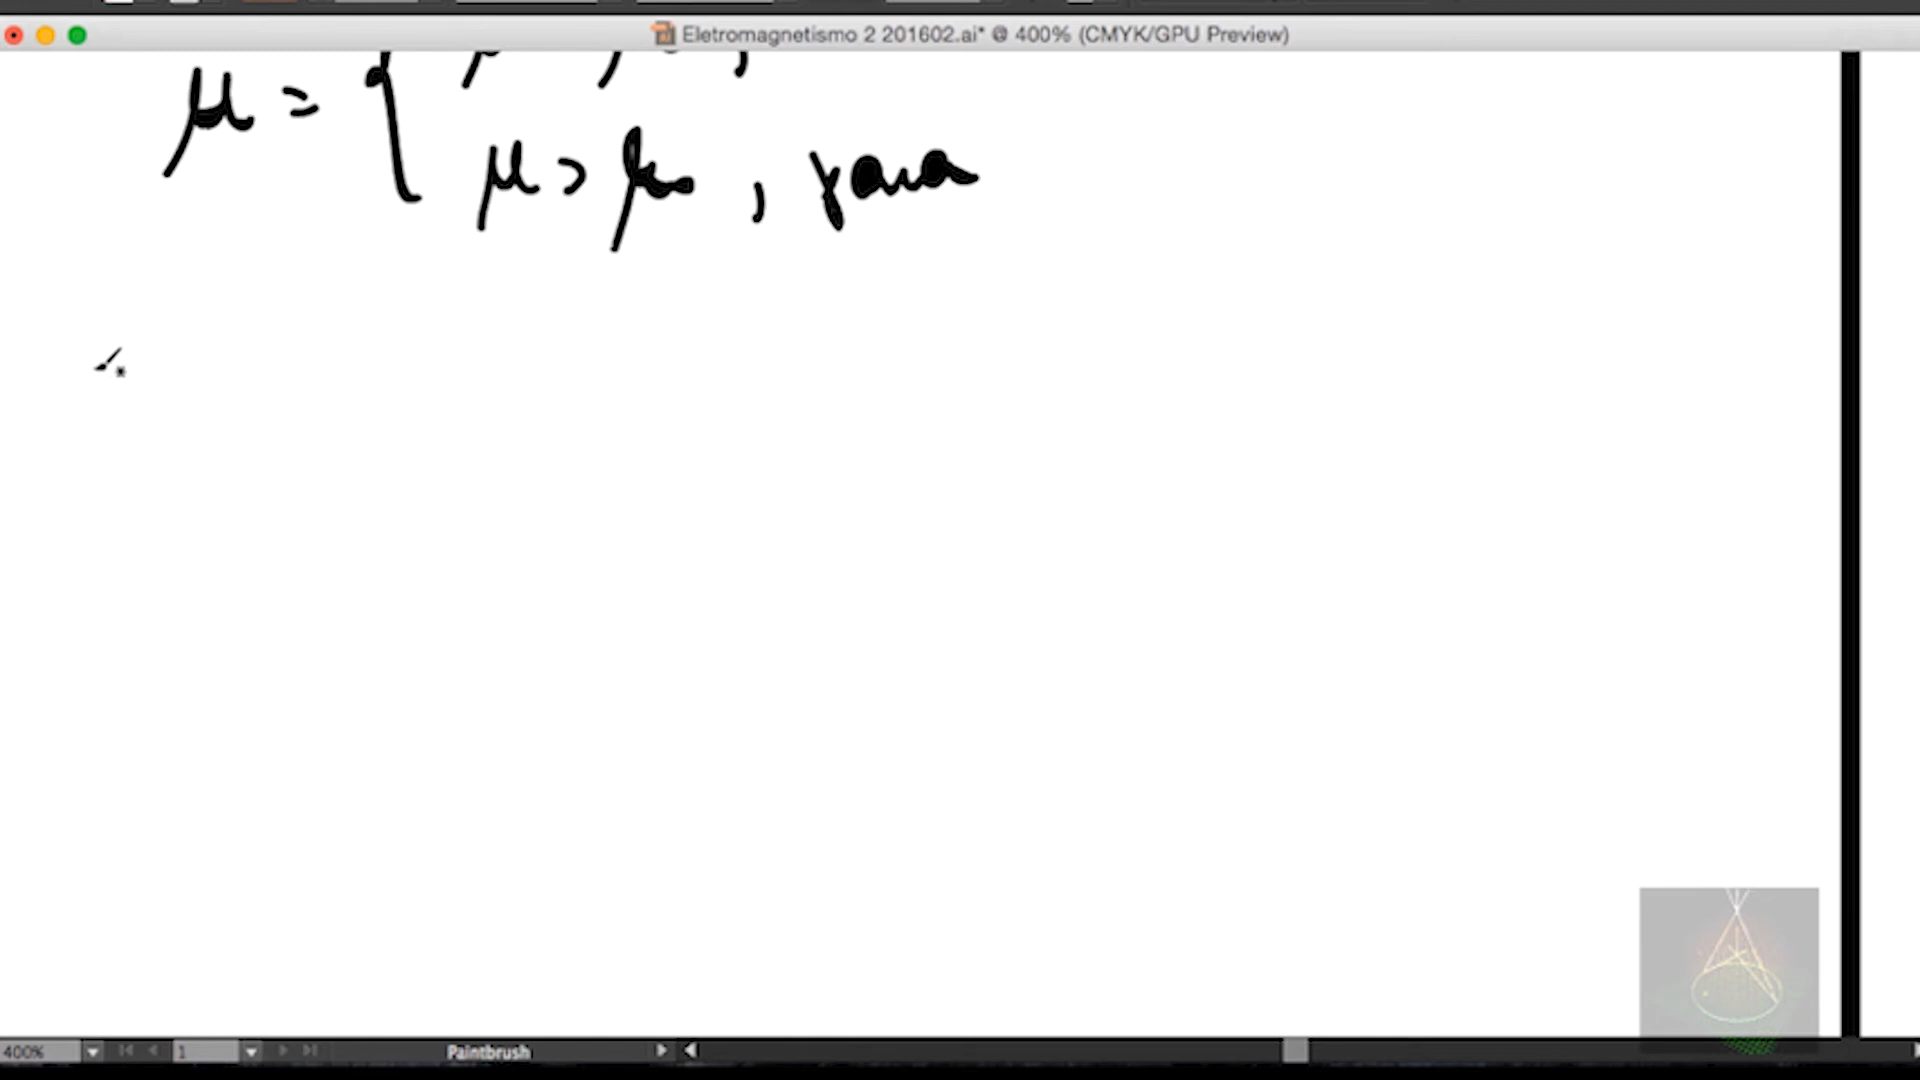 Eletromagnetismo 2 201602.ai* @ 400% (CMYK/GPU Preview)
μ = {
μ > μ₀ , para
400%
1
Paintbrush